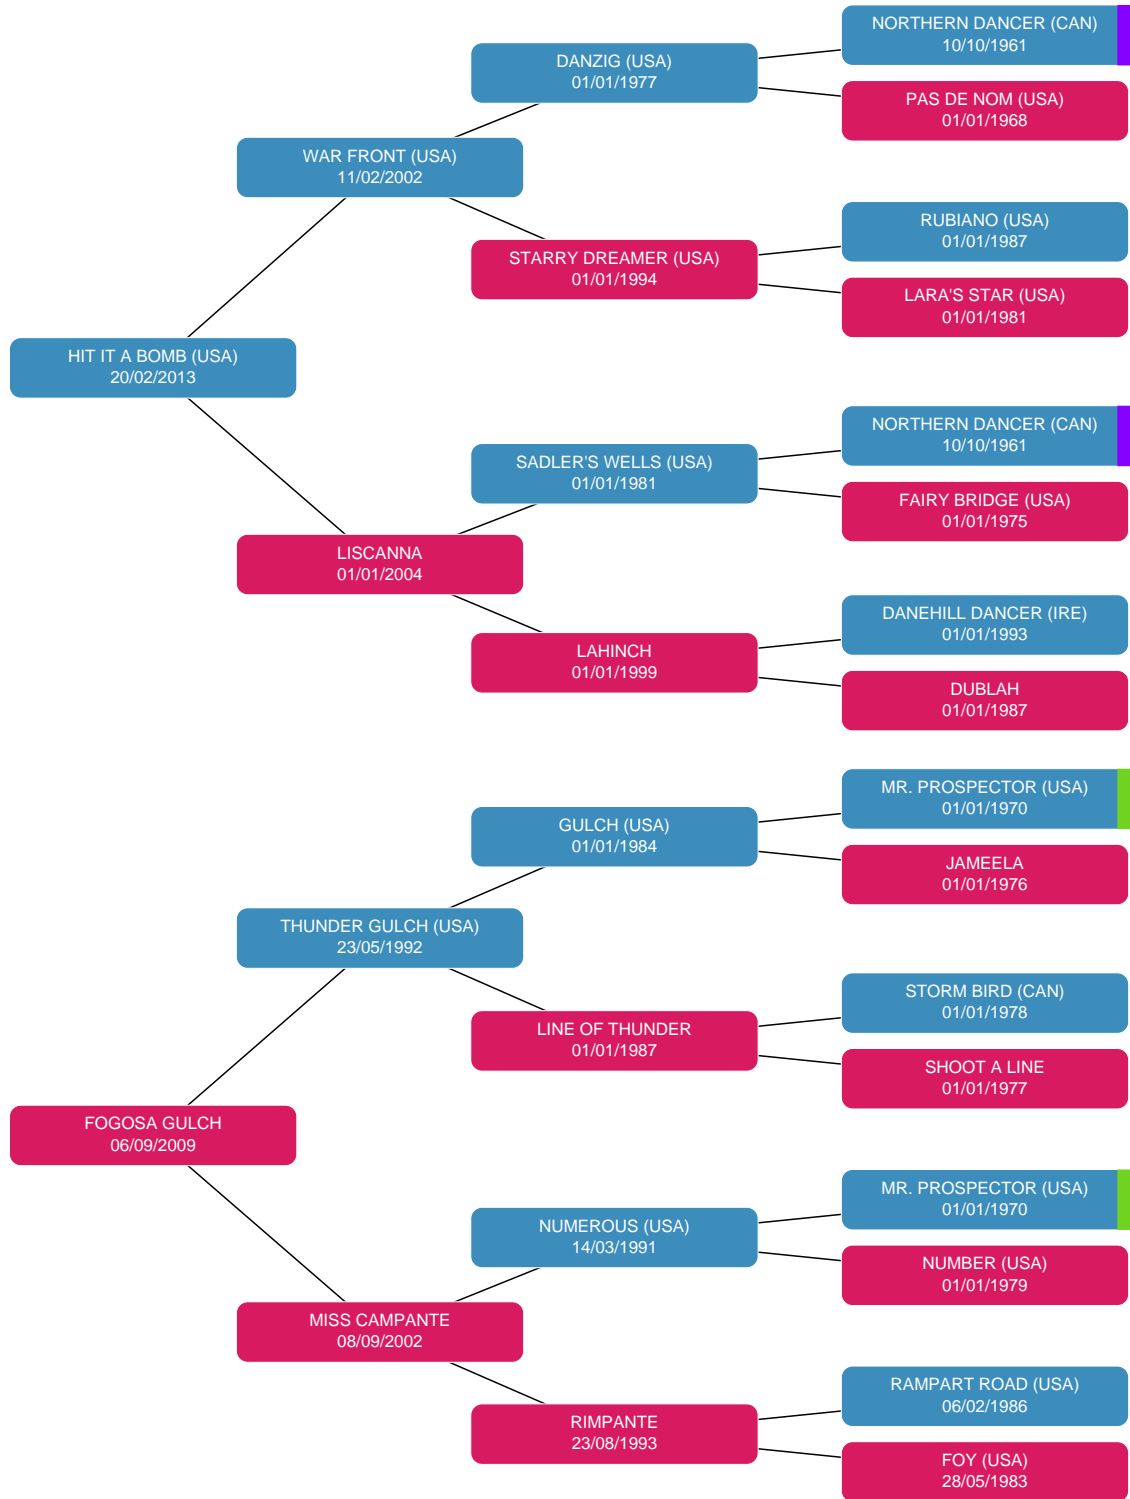 NORTHERN DANCER (CAN)
10/10/1961
DANZIG (USA)
01/01/1977
PAS DE NOM (USA)
01/01/1968
WAR FRONT (USA)
11/02/2002
RUBIANO (USA)
01/01/1987
STARRY DREAMER (USA)
01/01/1994
LARA'S STAR (USA)
01/01/1981
HIT IT A BOMB (USA)
20/02/2013
NORTHERN DANCER (CAN)
10/10/1961
SADLER'S WELLS (USA)
01/01/1981
FAIRY BRIDGE (USA)
01/01/1975
LISCANNA
01/01/2004
DANEHILL DANCER (IRE)
01/01/1993
LAHINCH
01/01/1999
DUBLAH
01/01/1987
MR. PROSPECTOR (USA)
01/01/1970
GULCH (USA)
01/01/1984
JAMEELA
01/01/1976
THUNDER GULCH (USA)
23/05/1992
STORM BIRD (CAN)
01/01/1978
LINE OF THUNDER
01/01/1987
SHOOT A LINE
01/01/1977
FOGOSA GULCH
06/09/2009
MR. PROSPECTOR (USA)
01/01/1970
NUMEROUS (USA)
14/03/1991
NUMBER (USA)
01/01/1979
MISS CAMPANTE
08/09/2002
RAMPART ROAD (USA)
06/02/1986
RIMPANTE
23/08/1993
FOY (USA)
28/05/1983